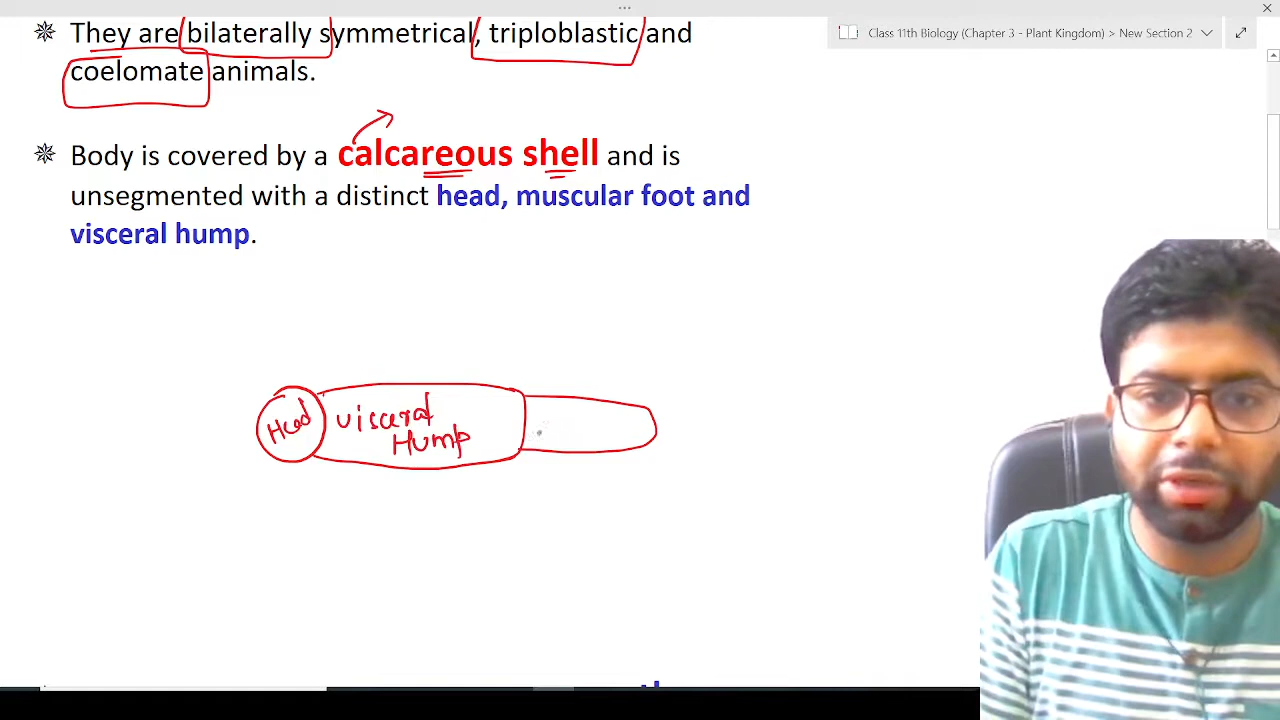 They are bilaterally symmetrical, triploblastic and
coelomate animals.
Class 11th Biology (Chapter 3 - Plant Kingdom) > New Section 2
Body is covered by a calcareous shell and is
unsegmented with a distinct head, muscular foot and
visceral hump.
Head
visceral
Hump